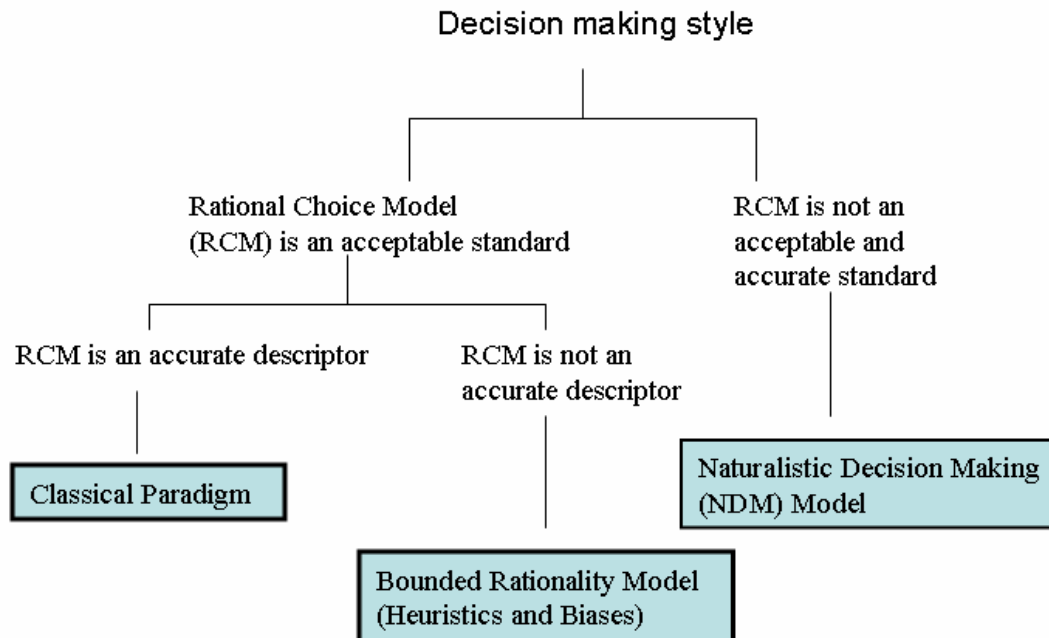 Decision making style
Rational Choice Model
(RCM) is an acceptable standard
RCM is not an
acceptable and
accurate standard
RCM is an accurate descriptor
RCM is not an
accurate descriptor
Classical Paradigm
Naturalistic Decision Making
(NDM) Model
Bounded Rationality Model
(Heuristics and Biases)